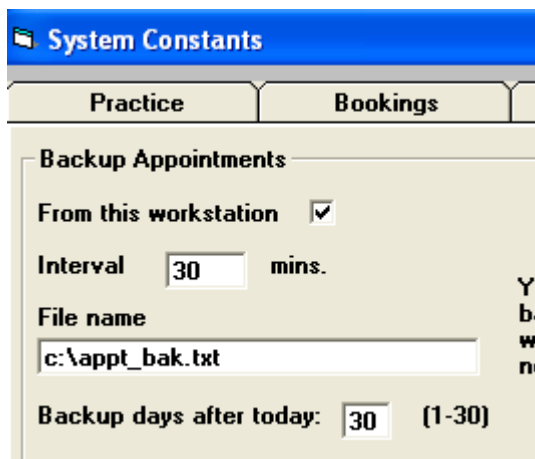 System Constants
Practice Bookings
Backup Appointments
From this workstation
Interval 30 mins.
File name
c:\appt_bak.txt
Backup days after today: 30 (1-30)